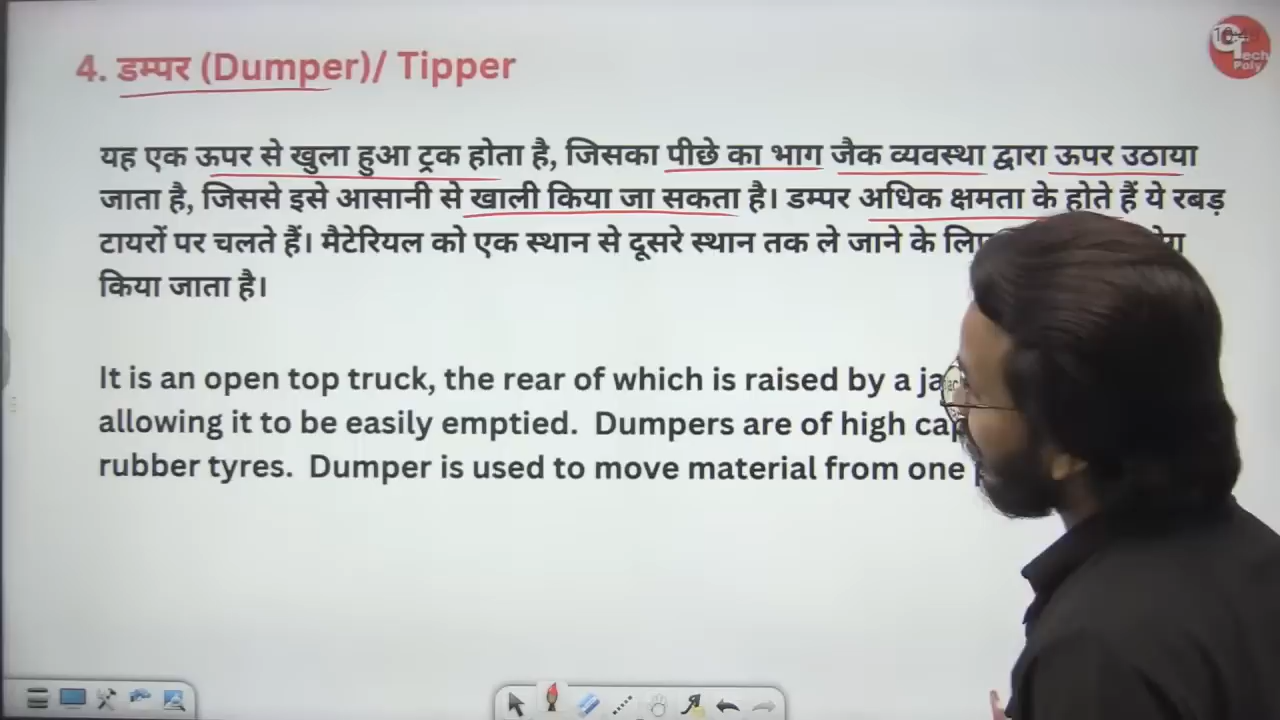 4. डम्पर (Dumper)/ Tipper
यह एक ऊपर से खुला हुआ ट्रक होता है, जिसका पीछे का भाग जैक व्यवस्था द्वारा ऊपर उठाया
जाता है, जिससे इसे आसानी से खाली किया जा सकता है। डम्पर अधिक क्षमता के होते हैं ये रबड़
टायरों पर चलते हैं। मैटेरियल को एक स्थान से दूसरे स्थान तक ले जाने के
किया जाता है।
It is an open top truck, the rear of which is raised by a
allowing it to be easily emptied. Dumpers are of high
rubber tyres. Dumper is used to move material from one
Tech
Poly